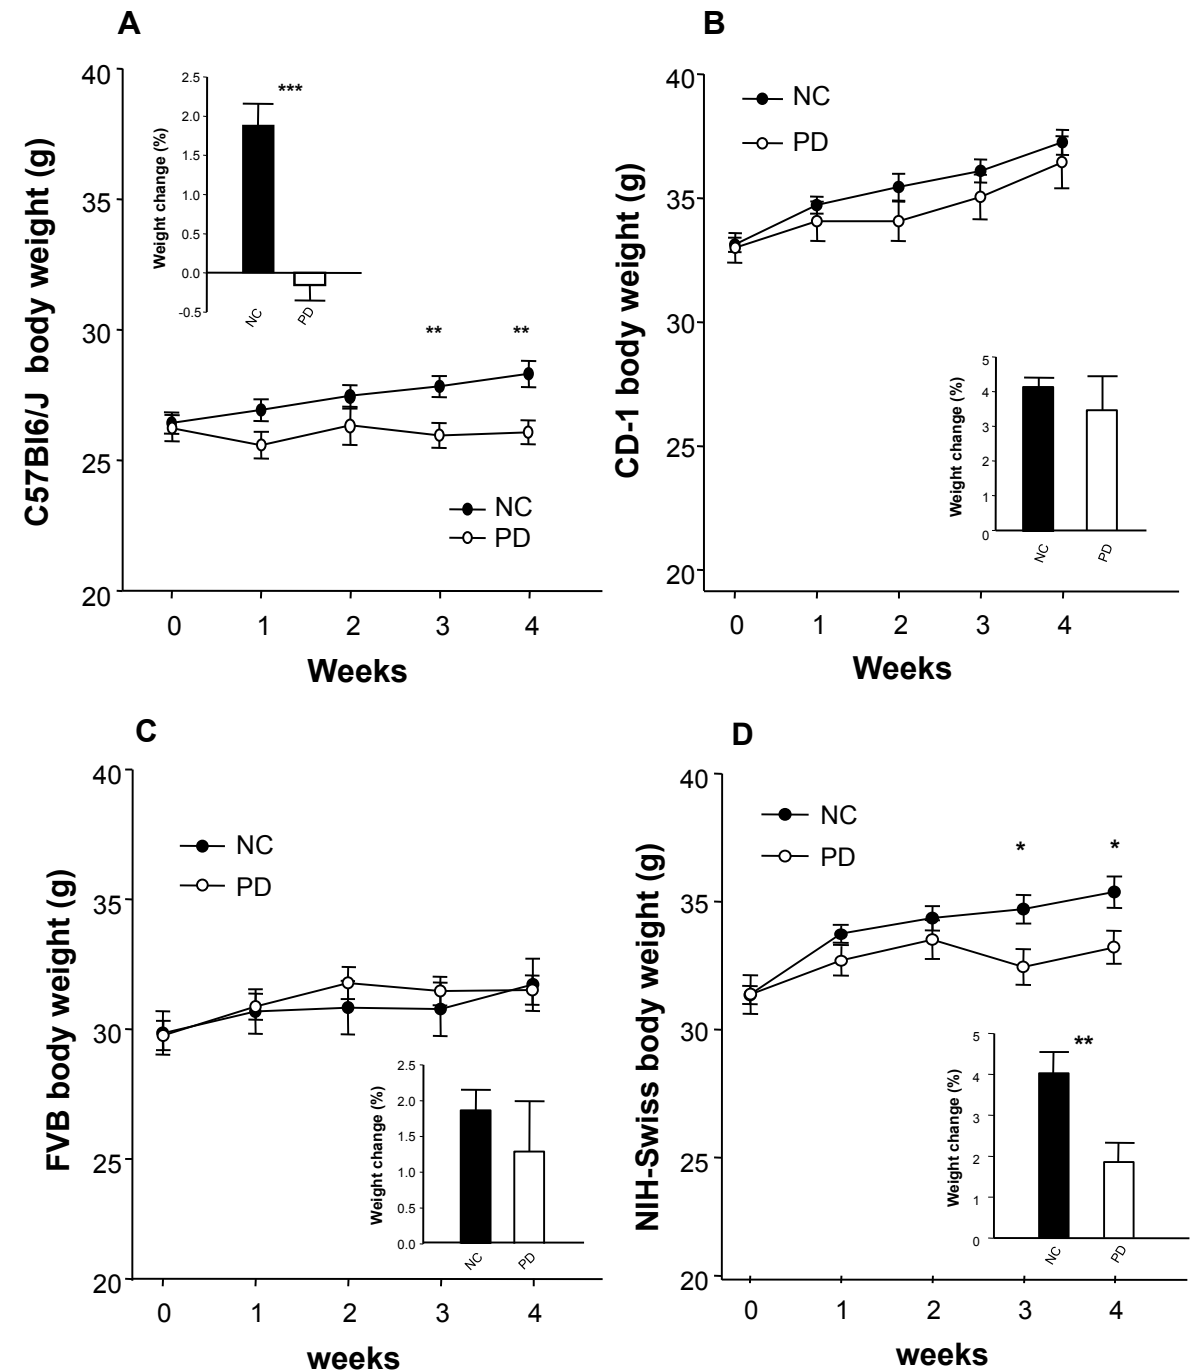 A
C57Bl6/J body weight (g)
40
35
30
25
20
Weight change (%)
2.5
2.0
1.5
1.0
0.5
0.0
-0.5
***
NC
PD
**
**
NC
PD
0
1
2
3
4
Weeks
B
CD-1 body weight (g)
40
35
30
25
20
NC
PD
Weight change (%)
5
4
3
2
1
0
NC
PD
0
1
2
3
4
Weeks
C
FVB body weight (g)
40
35
30
25
20
NC
PD
Weight change (%)
2.5
2.0
1.5
1.0
0.5
0.0
NC
PD
0
1
2
3
4
weeks
D
NIH-Swiss body weight (g)
40
35
30
25
20
NC
PD
*
*
Weight change (%)
5
4
3
2
1
0
**
NC
PD
0
1
2
3
4
weeks